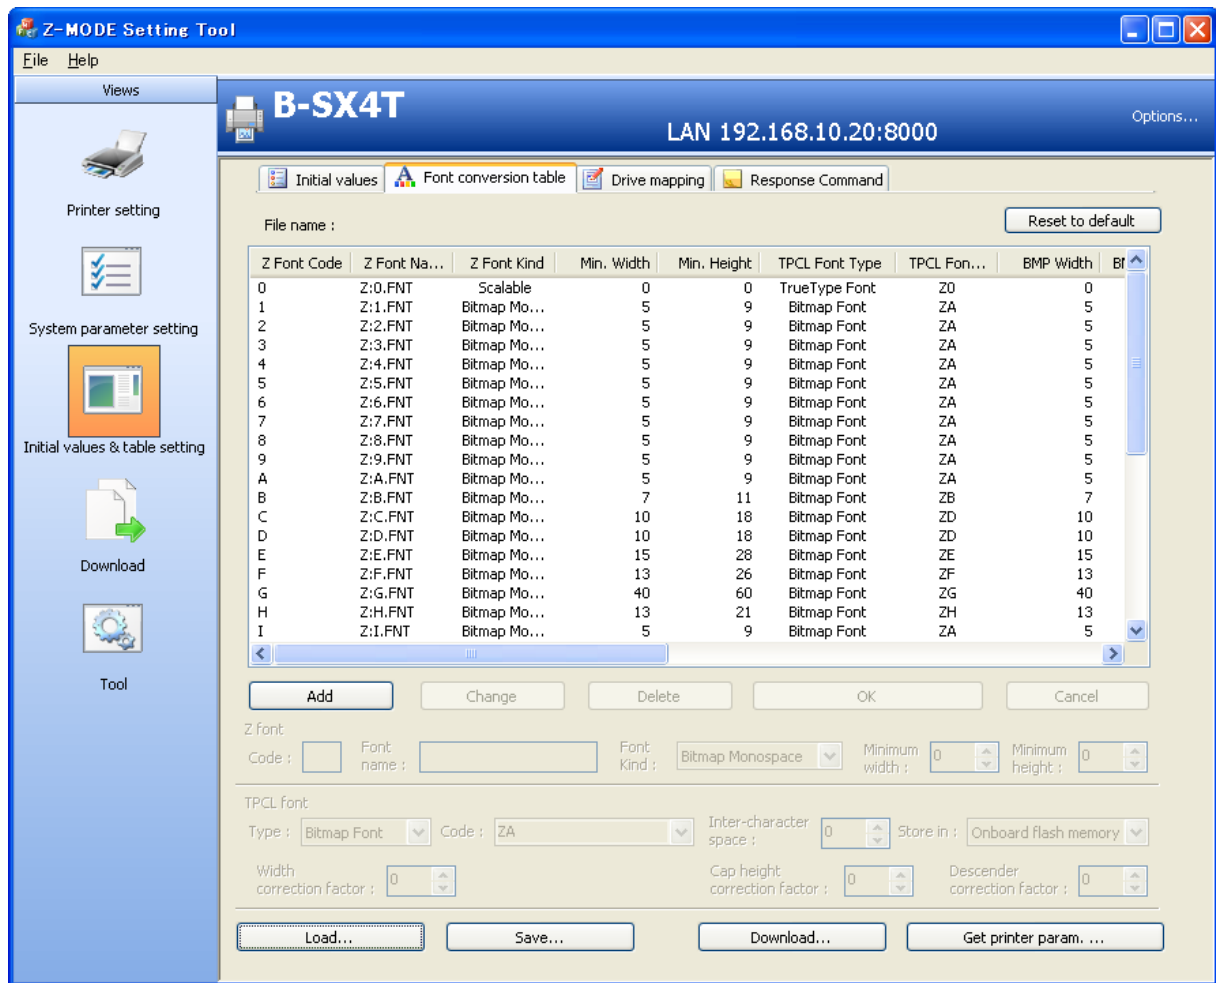 Z-MODE Setting Tool
File Help
Views
B-SX4T
LAN 192.168.10.20:8000
Options...
Printer setting
System parameter setting
Initial values & table setting
Download
Tool
Initial values Font conversion table Drive mapping Response Command
File name :
Reset to default
Z Font Code Z Font Na... Z Font Kind Min. Width Min. Height TPCL Font Type TPCL Fon... BMP Width
0 Z:0.FNT Scalable 0 0 TrueType Font Z0 0
1 Z:1.FNT Bitmap Mo... 5 9 Bitmap Font ZA 5
2 Z:2.FNT Bitmap Mo... 5 9 Bitmap Font ZA 5
3 Z:3.FNT Bitmap Mo... 5 9 Bitmap Font ZA 5
4 Z:4.FNT Bitmap Mo... 5 9 Bitmap Font ZA 5
5 Z:5.FNT Bitmap Mo... 5 9 Bitmap Font ZA 5
6 Z:6.FNT Bitmap Mo... 5 9 Bitmap Font ZA 5
7 Z:7.FNT Bitmap Mo... 5 9 Bitmap Font ZA 5
8 Z:8.FNT Bitmap Mo... 5 9 Bitmap Font ZA 5
9 Z:9.FNT Bitmap Mo... 5 9 Bitmap Font ZA 5
A Z:A.FNT Bitmap Mo... 5 9 Bitmap Font ZA 5
B Z:B.FNT Bitmap Mo... 7 11 Bitmap Font ZB 7
C Z:C.FNT Bitmap Mo... 10 18 Bitmap Font ZD 10
D Z:D.FNT Bitmap Mo... 10 18 Bitmap Font ZD 10
E Z:E.FNT Bitmap Mo... 15 28 Bitmap Font ZE 15
F Z:F.FNT Bitmap Mo... 13 26 Bitmap Font ZF 13
G Z:G.FNT Bitmap Mo... 40 60 Bitmap Font ZG 40
H Z:H.FNT Bitmap Mo... 13 21 Bitmap Font ZH 13
I Z:I.FNT Bitmap Mo... 5 9 Bitmap Font ZA 5
Add Change Delete OK Cancel
Z font
Code : Font name : Font Kind : Bitmap Monospace Minimum width : 0 Minimum height : 0
TPCL font
Type : Bitmap Font Code : ZA Inter-character space : 0 Store in : Onboard flash memory
Width correction factor : 0 Cap height correction factor : 0 Descender correction factor : 0
Load... Save... Download... Get printer param. ...